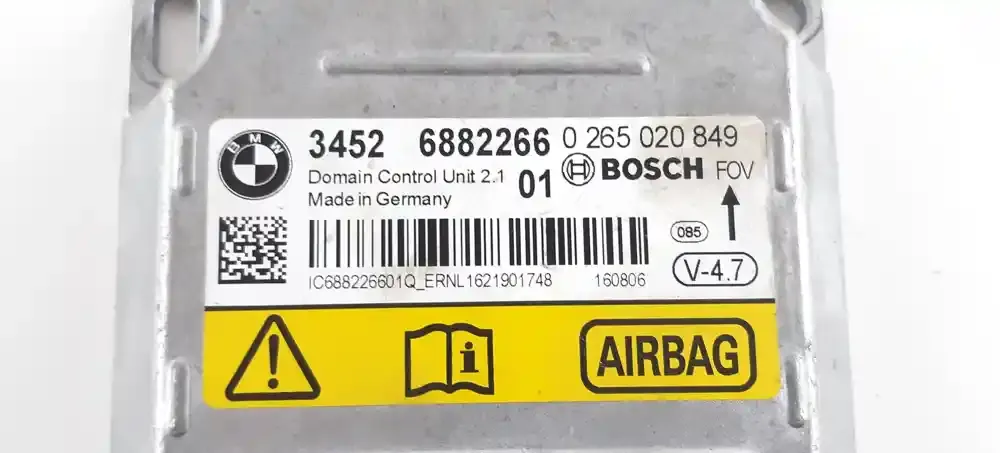 BMW
3452 6882266 0 265 020 849
Domain Control Unit 2.1 01 BOSCH FOV
Made in Germany
085
V-4.7
IC688226601Q_ERNL1621901748 160806
i
AIRBAG